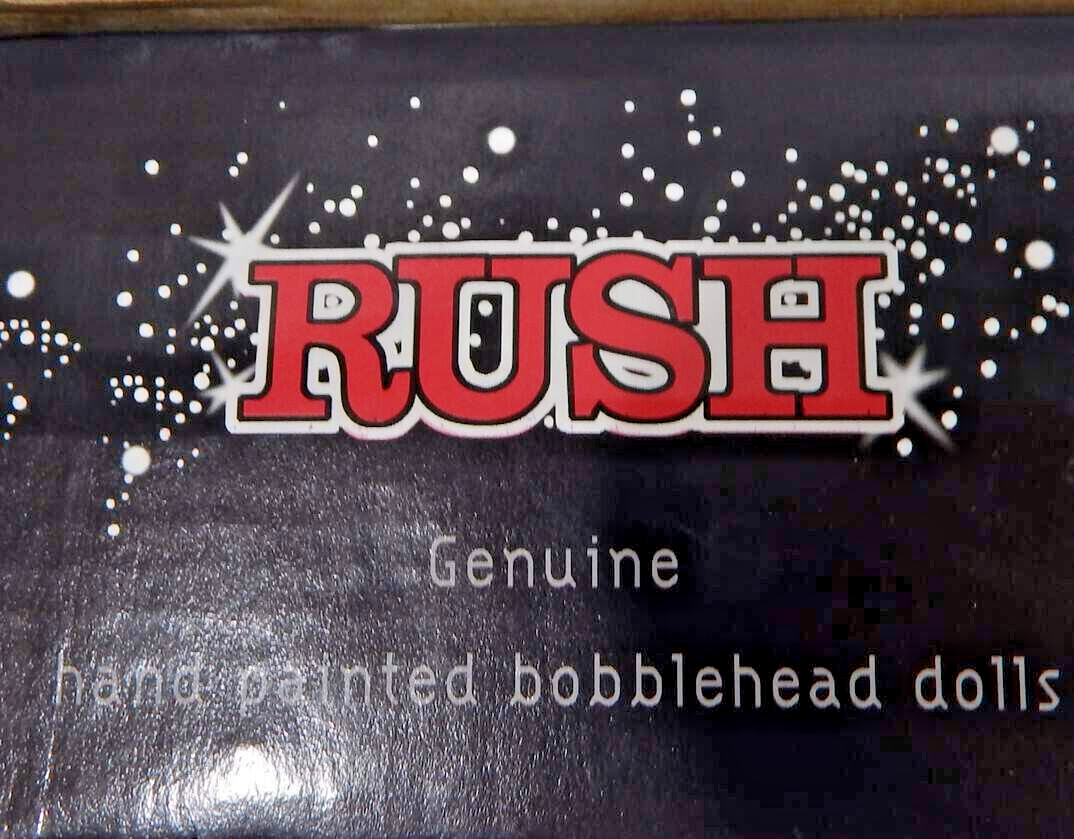 RUSH
Genuine
hand painted bobblehead dolls